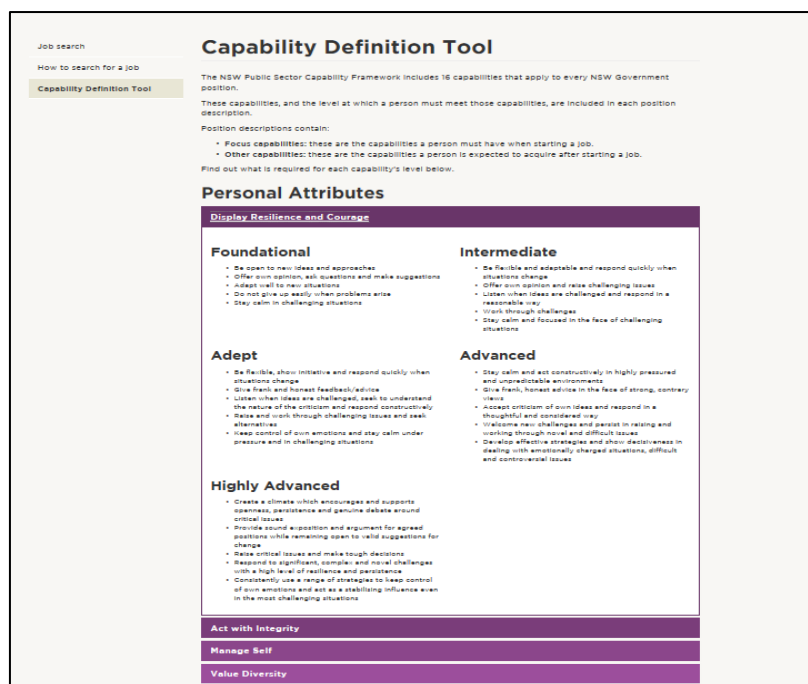 Job search
How to search for a job
Capability Definition Tool
Capability Definition Tool
The NSW Public Sector Capability Framework includes 16 capabilities that apply to every NSW Government
position.
These capabilities, and the level at which a person must meet those capabilities, are included in each position
description.
Position descriptions contain:
• Focus capabilities: these are the capabilities a person must have when starting a job.
• Other capabilities: these are the capabilities a person is expected to acquire after starting a job.
Find out what is required for each capability's level below.
Personal Attributes
Display Resilience and Courage
Foundational
• Be open to new ideas and approaches
• Offer own opinion, ask questions and make suggestions
• Adapt well to new situations
• Do not give up easily when problems arise
• Stay calm in challenging situations
Intermediate
• Be flexible and adaptable and respond quickly when
situations change
• Offer own opinion and raise challenging issues
• Listen when ideas are challenged and respond in a
reasonable way
• Work through challenges
• Stay calm and focused in the face of challenging
situations
Adept
• Be flexible, show initiative and respond quickly when
situations change
• Give frank and honest feedback/advice
• Listen when ideas are challenged, seek to understand
the nature of the criticism and respond constructively
• Raise and work through challenging issues and seek
alternatives
• Keep control of own emotions and stay calm under
pressure and in challenging situations
Advanced
• Stay calm and act constructively in highly pressured
and unpredictable environments
• Give frank, honest advice in the face of strong, contrary
views
• Accept criticism of own ideas and respond in a
thoughtful and considered way
• Welcome new challenges and persist in raising and
working through novel and difficult issues
• Develop effective strategies and show decisiveness in
dealing with emotionally charged situations, difficult
and controversial issues
Highly Advanced
• Create a climate which encourages and supports
openness, persistence and genuine debate around
critical issues
• Provide sound exposition and argument for agreed
positions while remaining open to valid suggestions for
change
• Raise critical issues and make tough decisions
• Respond to significant, complex and novel challenges
with a high level of resilience and persistence
• Consistently use a range of strategies to keep control
of own emotions and act as a stabilising influence even
in the most challenging situations
Act with Integrity
Manage Self
Value Diversity